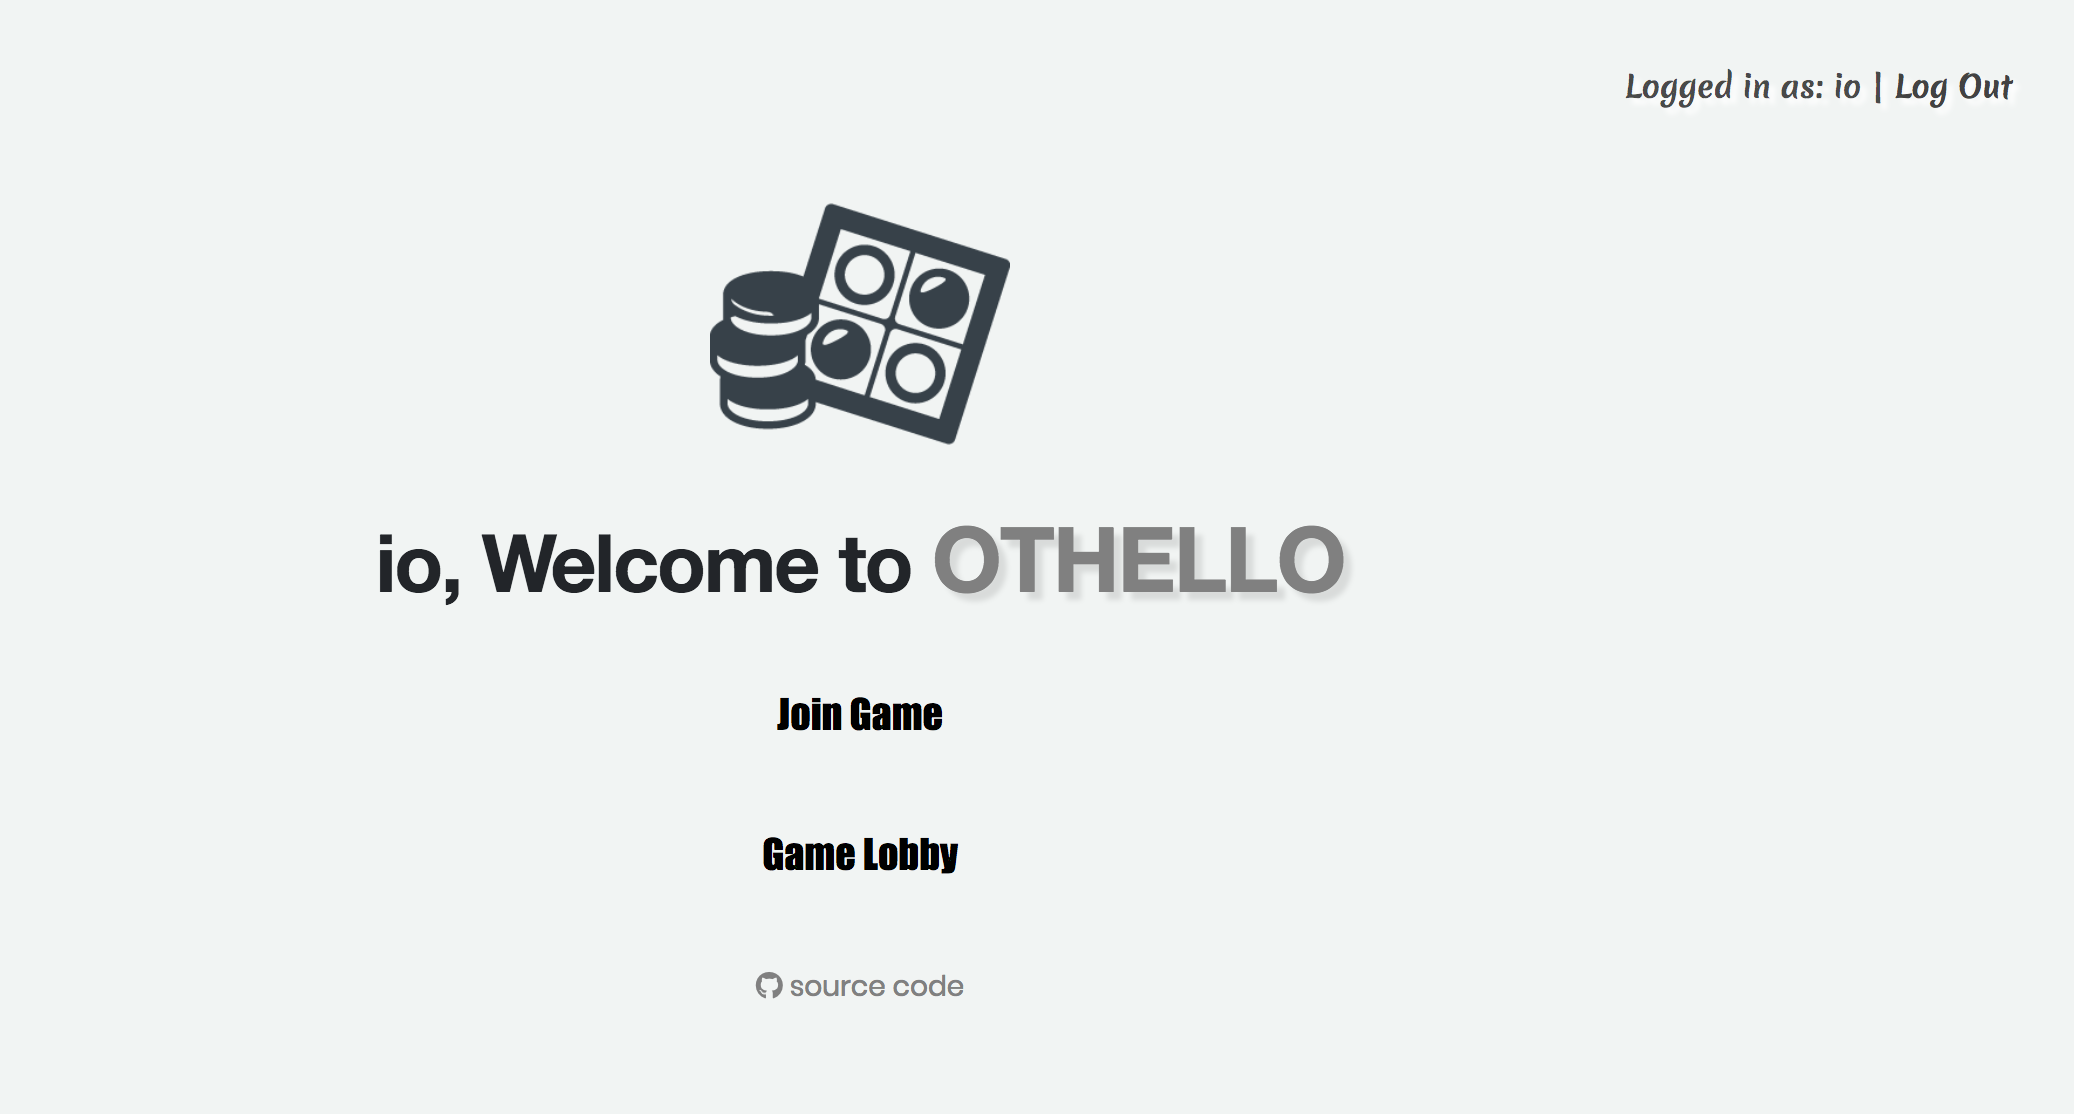 Logged in as: io | Log Out
io, Welcome to OTHELLO
Join Game
Game Lobby
source code